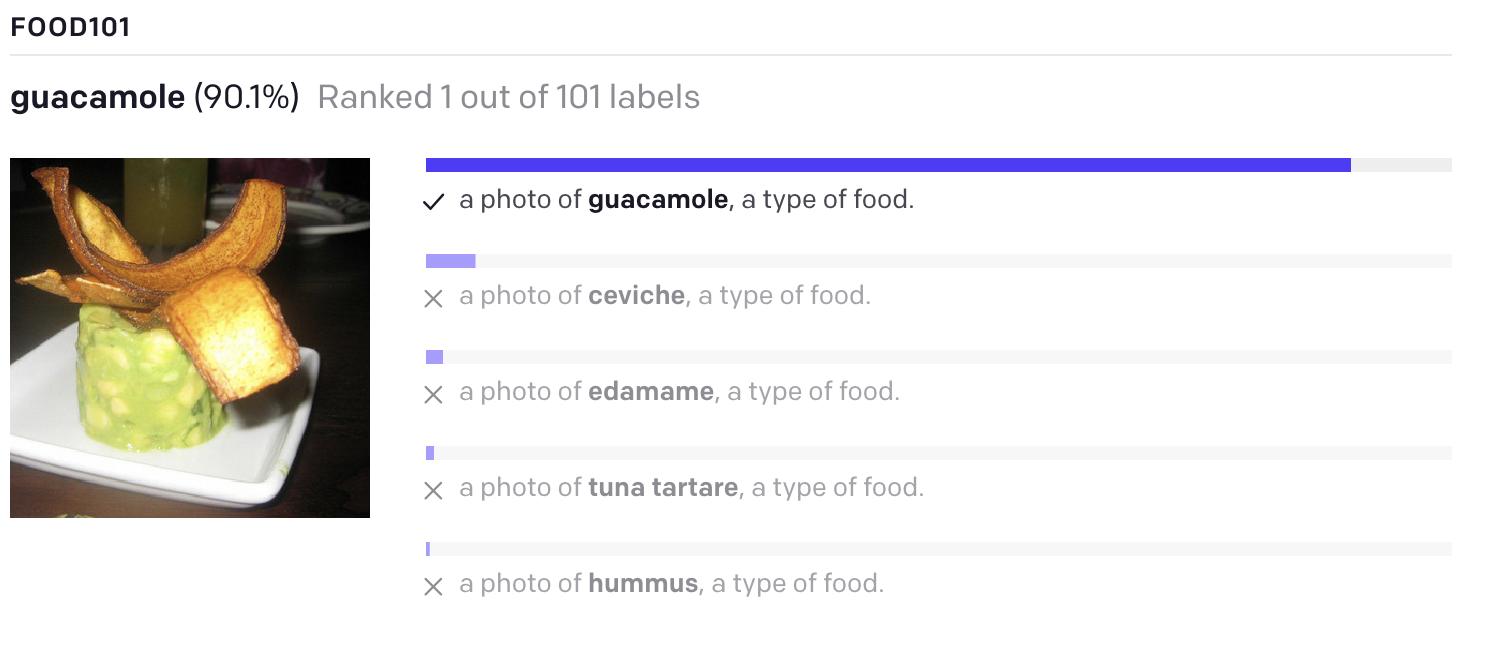 FOOD101
guacamole (90.1%) Ranked 1 out of 101 labels
a photo of guacamole, a type of food.
a photo of ceviche, a type of food.
a photo of edamame, a type of food.
a photo of tuna tartare, a type of food.
a photo of hummus, a type of food.